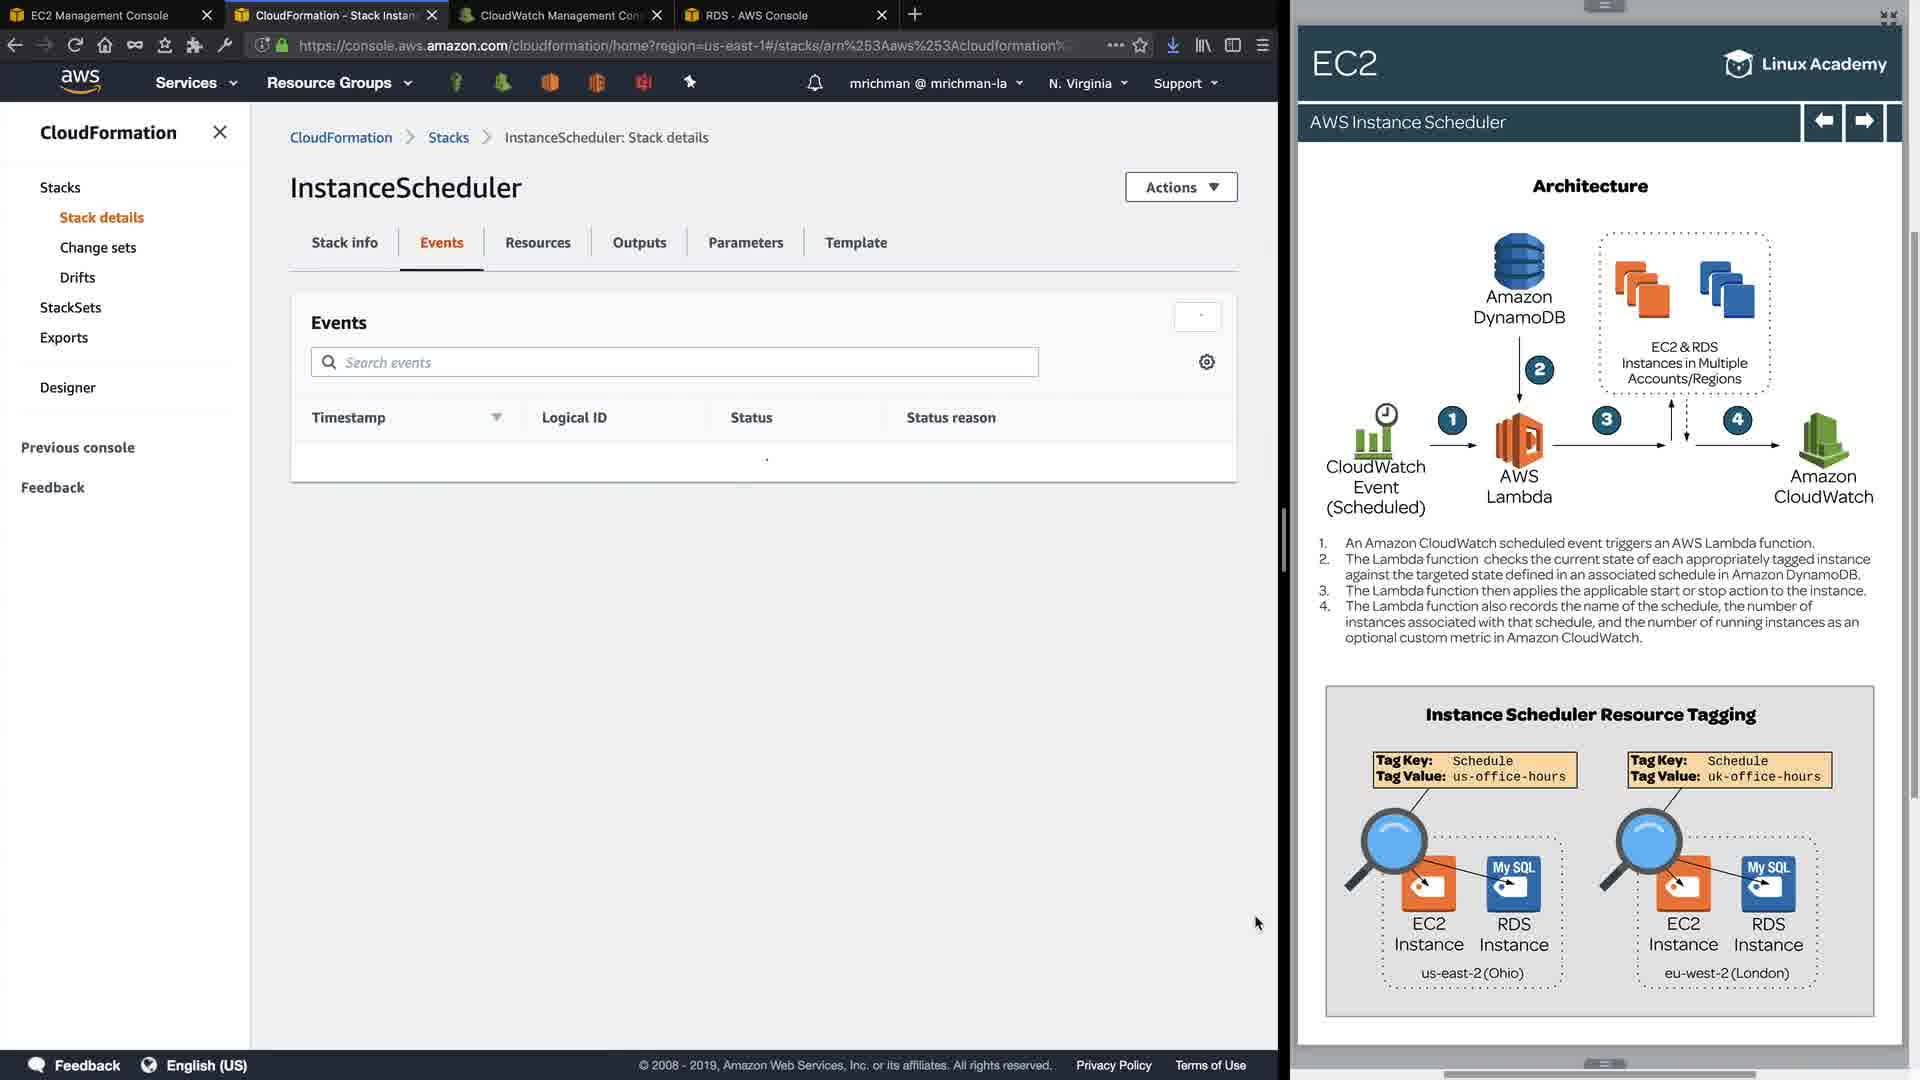 EC2 Management Console
CloudFormation - Stack Instan
CloudWatch Management Con
RDS - AWS Console
https://console.aws.amazon.com/cloudformation/home?region=us-east-1#/stacks/arn%253Aaws%253Acloudformation%
aws
Services
Resource Groups
mrichman @ mrichman-la
N. Virginia
Support
CloudFormation
Stacks
Stack details
Change sets
Drifts
StackSets
Exports
Designer
Previous console
Feedback
CloudFormation
Stacks
InstanceScheduler: Stack details
InstanceScheduler
Actions
Stack info
Events
Resources
Outputs
Parameters
Template
Events
Search events
Timestamp
Logical ID
Status
Status reason
Feedback
English (US)
© 2008 - 2019, Amazon Web Services, Inc. or its affiliates. All rights reserved.
Privacy Policy
Terms of Use
EC2
Linux Academy
AWS Instance Scheduler
Architecture
Amazon
DynamoDB
EC2 & RDS
Instances in Multiple
Accounts/Regions
2
1
3
4
CloudWatch
Event
(Scheduled)
AWS
Lambda
Amazon
CloudWatch
1. An Amazon CloudWatch scheduled event triggers an AWS Lambda function.
2. The Lambda function checks the current state of each appropriately tagged instance
against the targeted state defined in an associated schedule in Amazon DynamoDB.
3. The Lambda function then applies the applicable start or stop action to the instance.
4. The Lambda function also records the name of the schedule, the number of
instances associated with that schedule, and the number of running instances as an
optional custom metric in Amazon CloudWatch.
Instance Scheduler Resource Tagging
Tag Key: Schedule
Tag Value: us-office-hours
Tag Key: Schedule
Tag Value: uk-office-hours
My SQL
My SQL
EC2
Instance
RDS
Instance
EC2
Instance
RDS
Instance
us-east-2 (Ohio)
eu-west-2 (London)